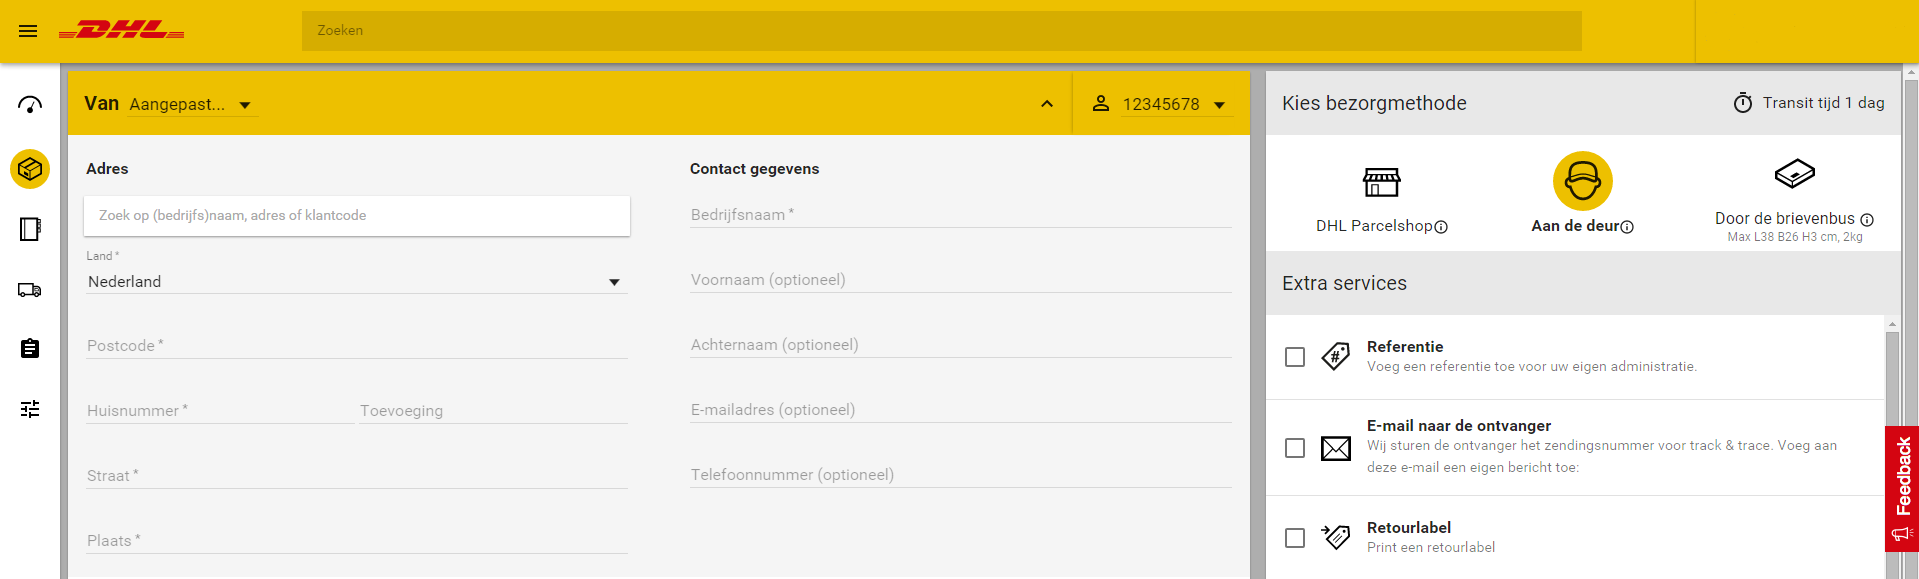 DHL
Zoeken
Van Aangepast...
12345678
Adres
Zoek op (bedrijfs)naam, adres of klantcode
Land *
Nederland
Postcode *
Huisnummer * Toevoeging
Straat *
Plaats *
Contact gegevens
Bedrijfsnaam *
Voornaam (optioneel)
Achternaam (optioneel)
E-mailadres (optioneel)
Telefoonnummer (optioneel)
Kies bezorgmethode
Transit tijd 1 dag
DHL Parcelshop
Aan de deur
Door de brievenbus
Max L38 B26 H3 cm, 2kg
Extra services
#
Referentie
Voeg een referentie toe voor uw eigen administratie.
E-mail naar de ontvanger
Wij sturen de ontvanger het zendingsnummer voor track & trace. Voeg aan
deze e-mail een eigen bericht toe:
Retourlabel
Print een retourlabel
Feedback